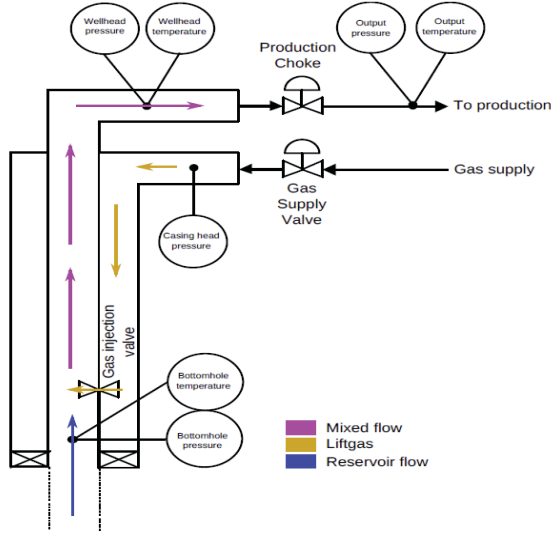 Wellhead
pressure
Wellhead
temperature
Output
pressure
Output
temperature
Production
Choke
To production
Gas supply
Gas
Supply
Valve
Casing head
pressure
Gas injection
valve
Bottomhole
temperature
Bottomhole
pressure
Mixed flow
Liftgas
Reservoir flow